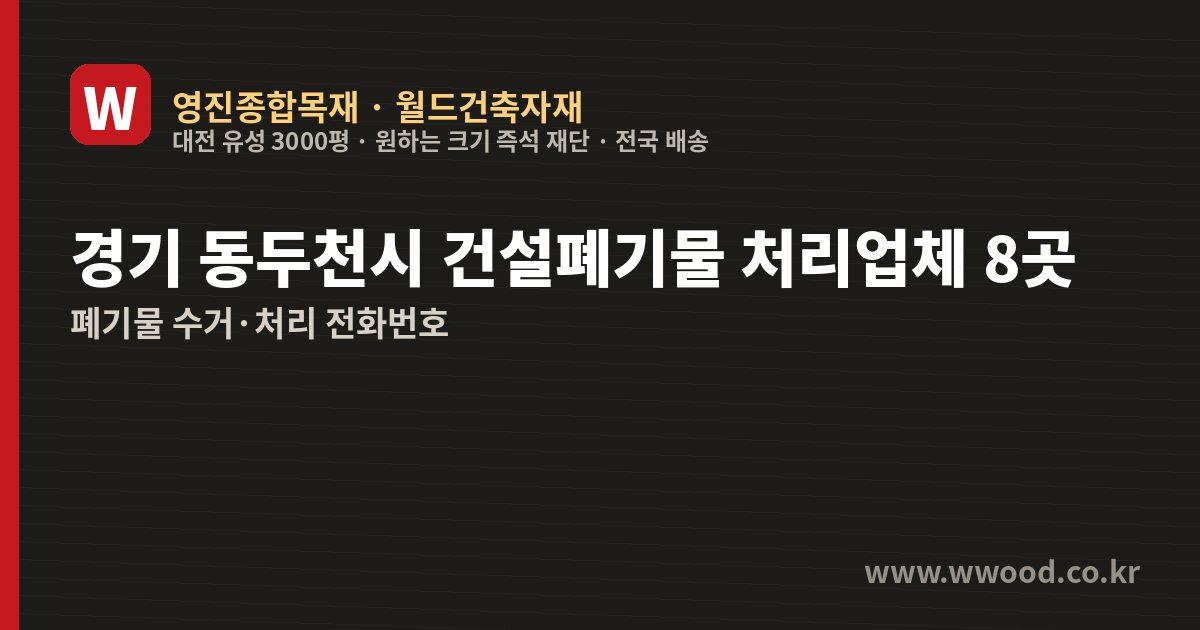 W
영진종합목재 · 월드건축자재
대전 유성 3000평 · 원하는 크기 즉석 재단 · 전국 배송
경기 동두천시 건설폐기물 처리업체 8곳
폐기물 수거·처리 전화번호
www.wwood.co.kr